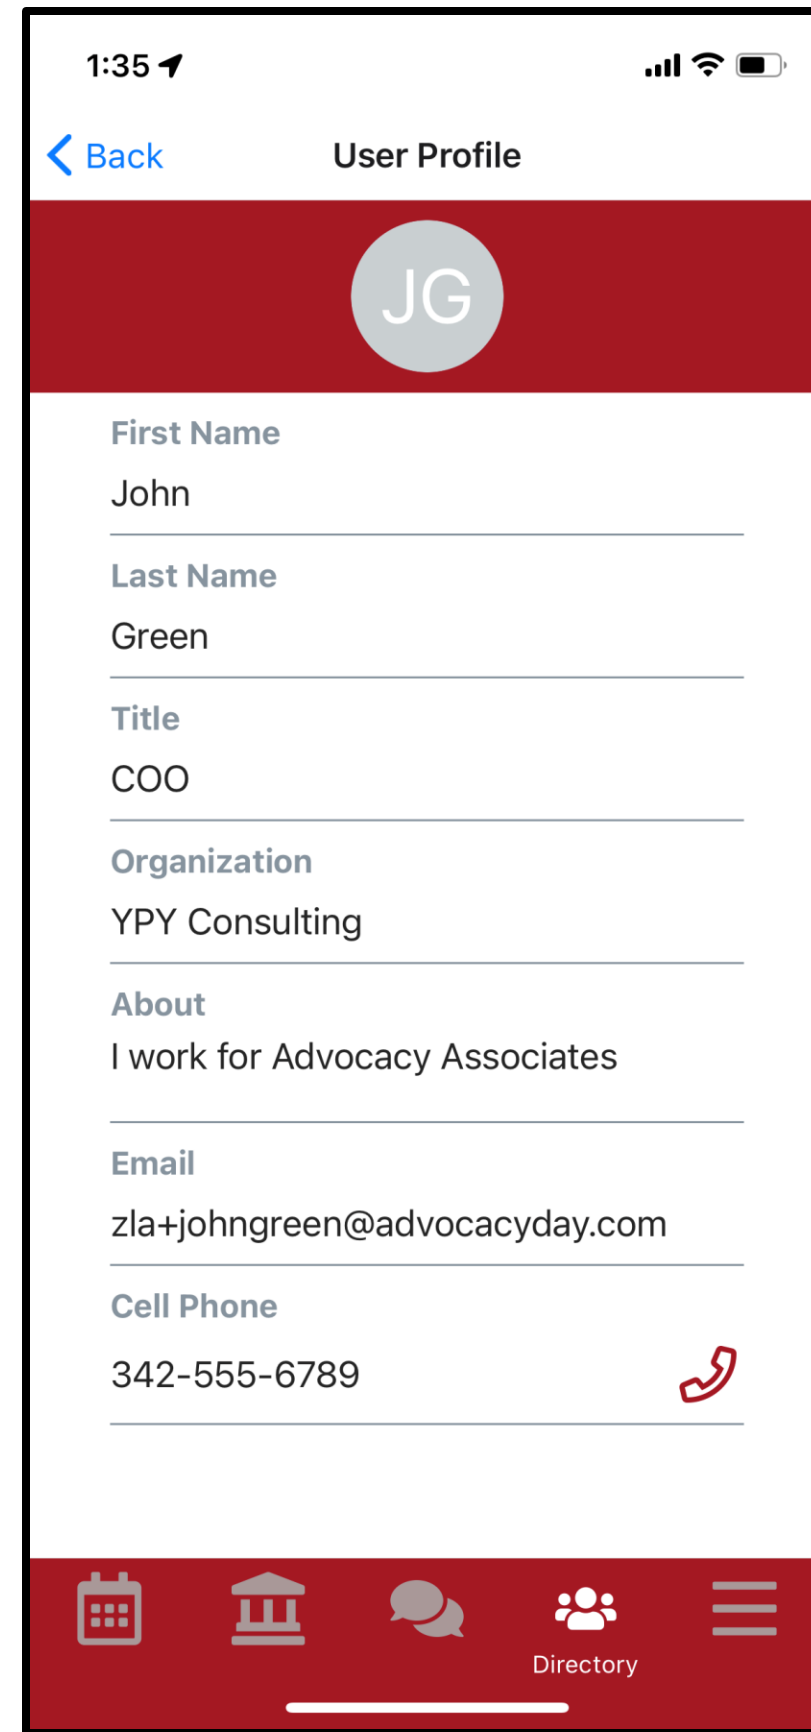 1:35
Back
User Profile
JG
First Name
John
Last Name
Green
Title
COO
Organization
YPY Consulting
About
I work for Advocacy Associates
Email
zla+johngreen@advocacyday.com
Cell Phone
342-555-6789
Directory